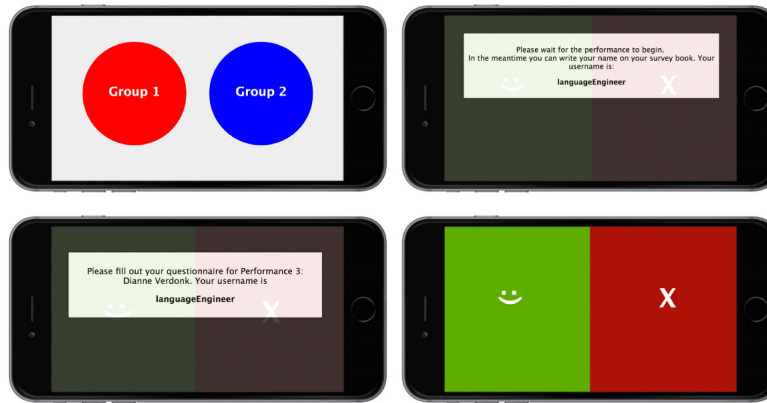 Group 1
Group 2
Please wait for the performance to begin.
In the meantime you can write your name on your survey book. Your
username is:
languageEngineer
X
Please fill out your questionnaire for Performance 3:
Dianne Verdonk. Your username is
languageEngineer
X
X